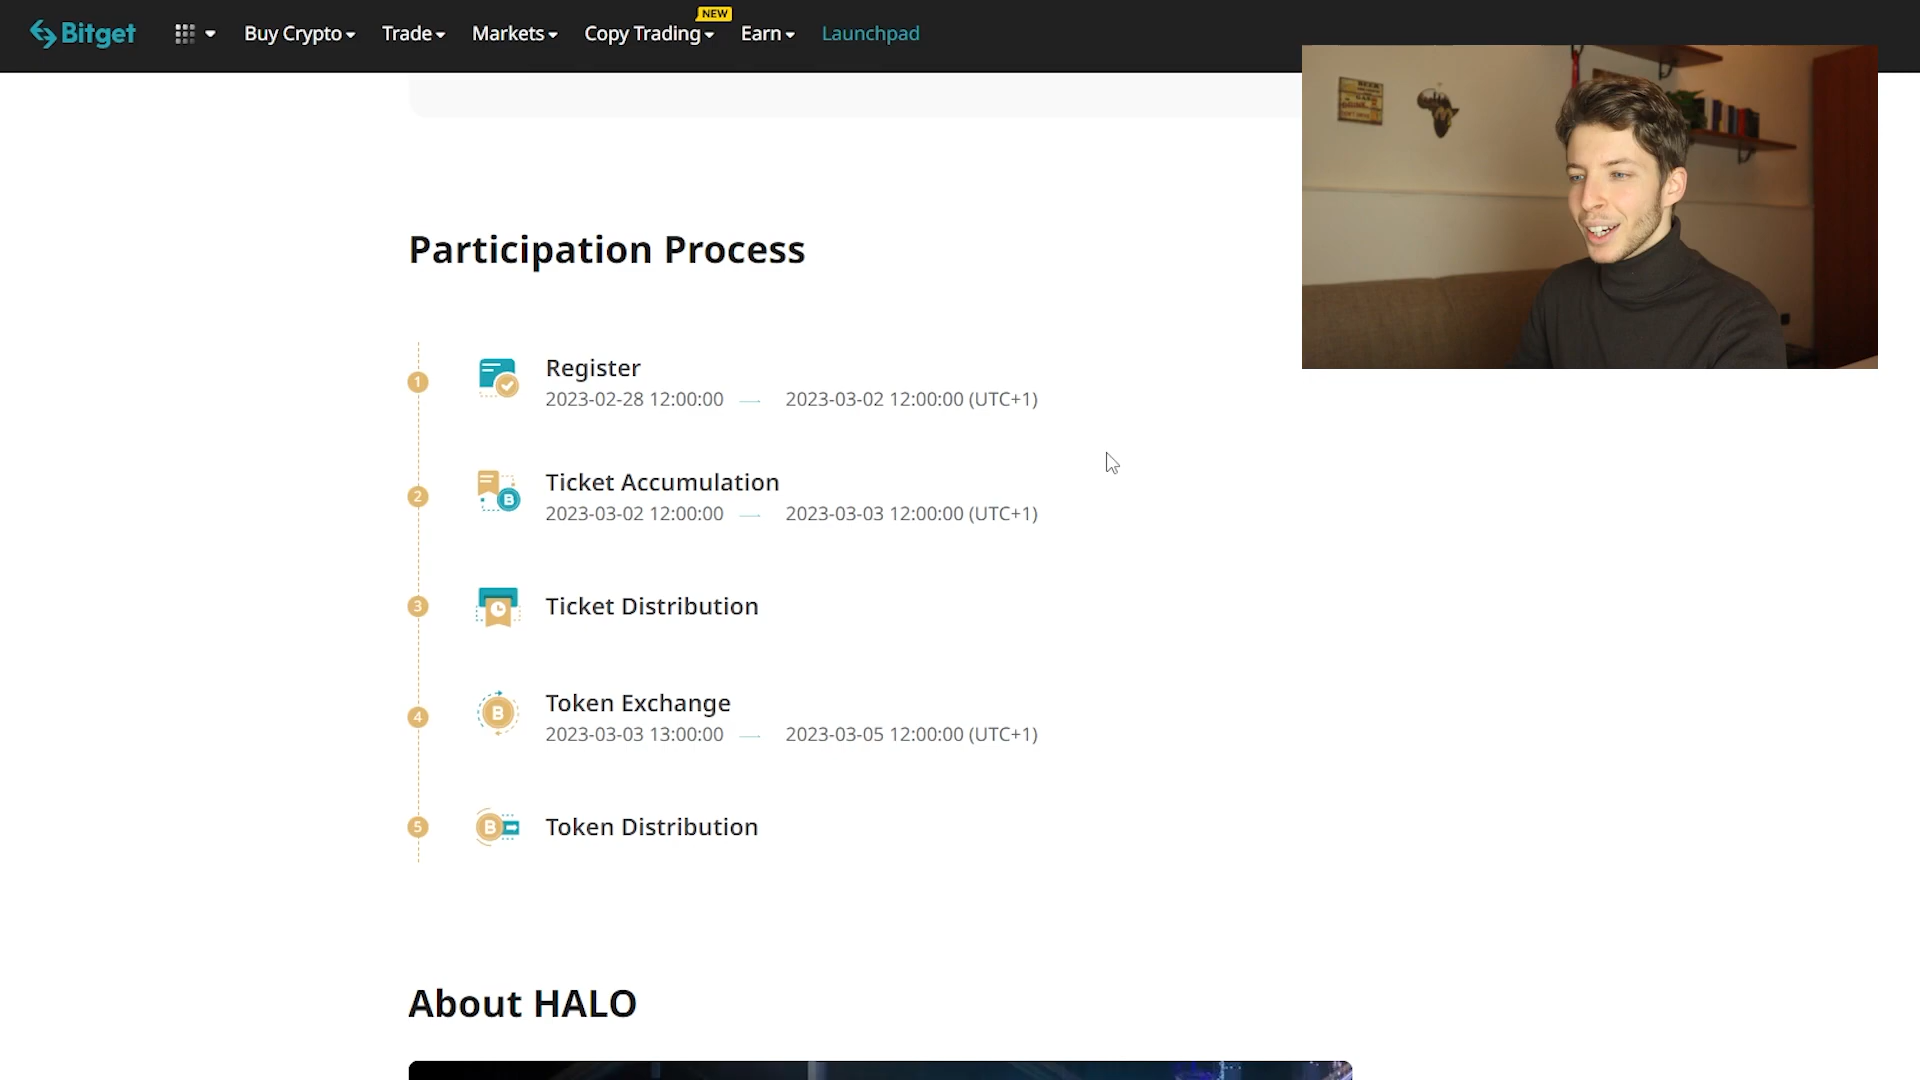 Bitget
Buy Crypto
Trade
Markets
Copy Trading
NEW
Earn
Launchpad
Participation Process
1
Register
2023-02-28 12:00:00 — 2023-03-02 12:00:00 (UTC+1)
2
Ticket Accumulation
2023-03-02 12:00:00 — 2023-03-03 12:00:00 (UTC+1)
3
Ticket Distribution
4
Token Exchange
2023-03-03 13:00:00 — 2023-03-05 12:00:00 (UTC+1)
5
Token Distribution
About HALO